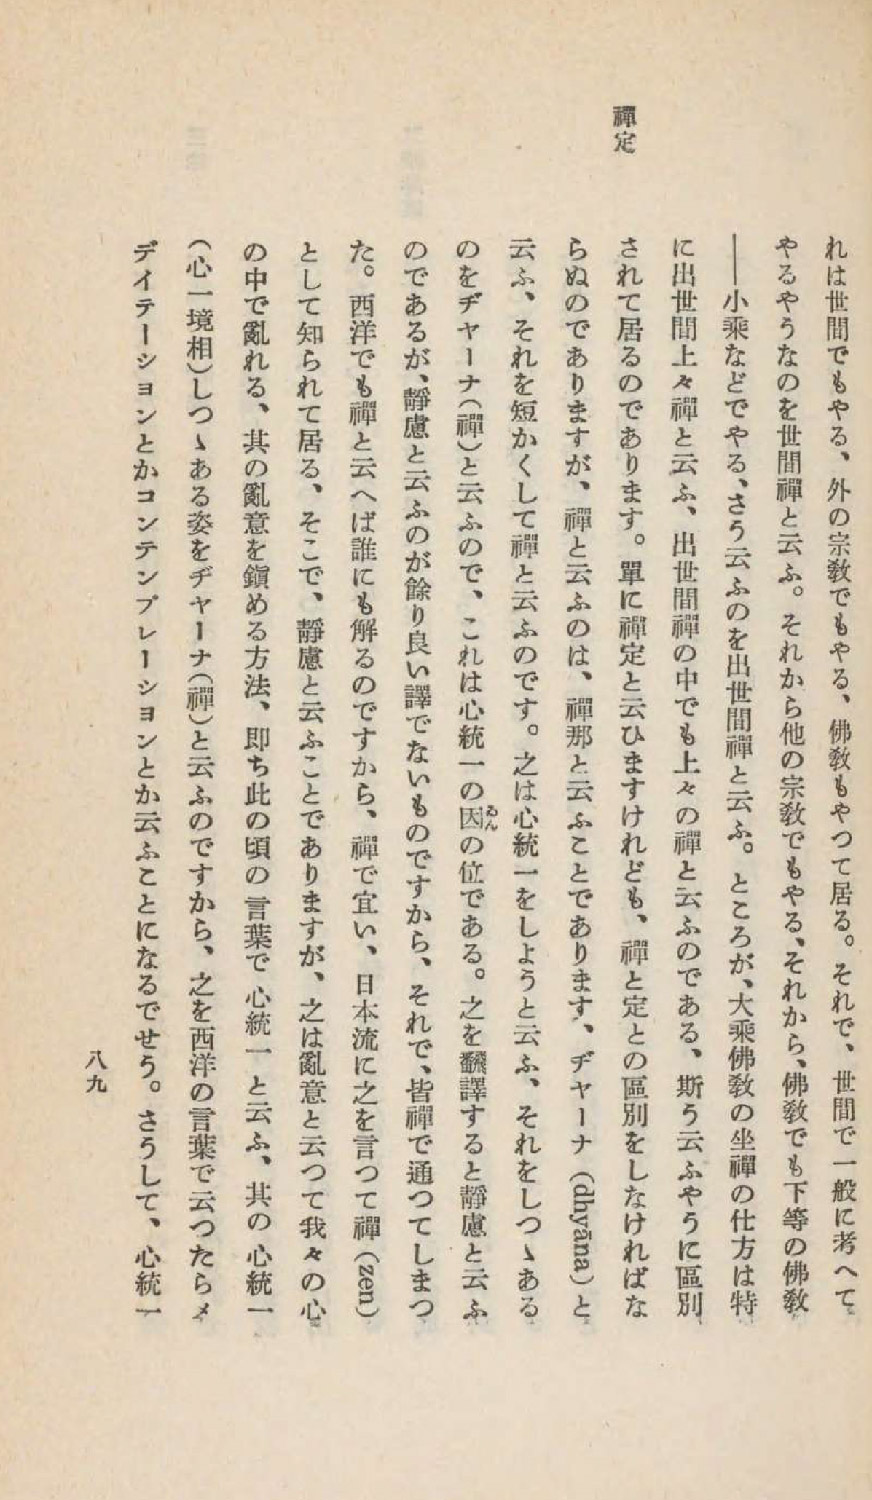 れは世間でもやる、外の宗敎でもやる、佛敎もやつて居る。それで、世間で一般に考へて
やるやうなのを世間禪と云ふ。それから他の宗敎でもやる、それから、佛敎でも下等の佛敎
──小乘などでやる、さう云ふのを出世間禪と云ふ。ところが、大乘佛敎の坐禪の仕方は特
に出世間上々禪と云ふ、出世間禪の中でも上々の禪と云ふのである、斯う云ふやうに區別
禪定
されて居るのであります。單に禪定と云ひますけれども、禪と定との區別をしなければな
らぬのでありますが、禪と云ふのは、禪那と云ふことであります、ヂャーナ(dhyāna)と
云ふ、それを短かくして禪と云ふのです。之は心統一をしようと云ふ、それをしつゝある
のをヂャーナ(禪)と云ふので、これは心統一の因ゐんの位である。之を飜譯すると靜慮と云ふ
のであるが、靜慮と云ふのが餘り良い譯でないものですから、それで、皆禪で通つてしまつ
た。西洋でも禪と云へば誰にも解るのですから、禪で宜い、日本流に之を言つて禪(zen)
として知られて居る、そこで、靜慮と云ふことでありますが、之は亂意と云つて我々の心
の中で亂れる、其の亂意を鎭める方法、卽ち此の頃の言葉で心統一と云ふ、其の心統一
(心一境相)しつゝある姿をヂャーナ(禪)と云ふのですから、之を西洋の言葉で云つたらメ
デイテーションとかコンテンプレーションとか云ふことになるでせう。さうして、心統一
八九